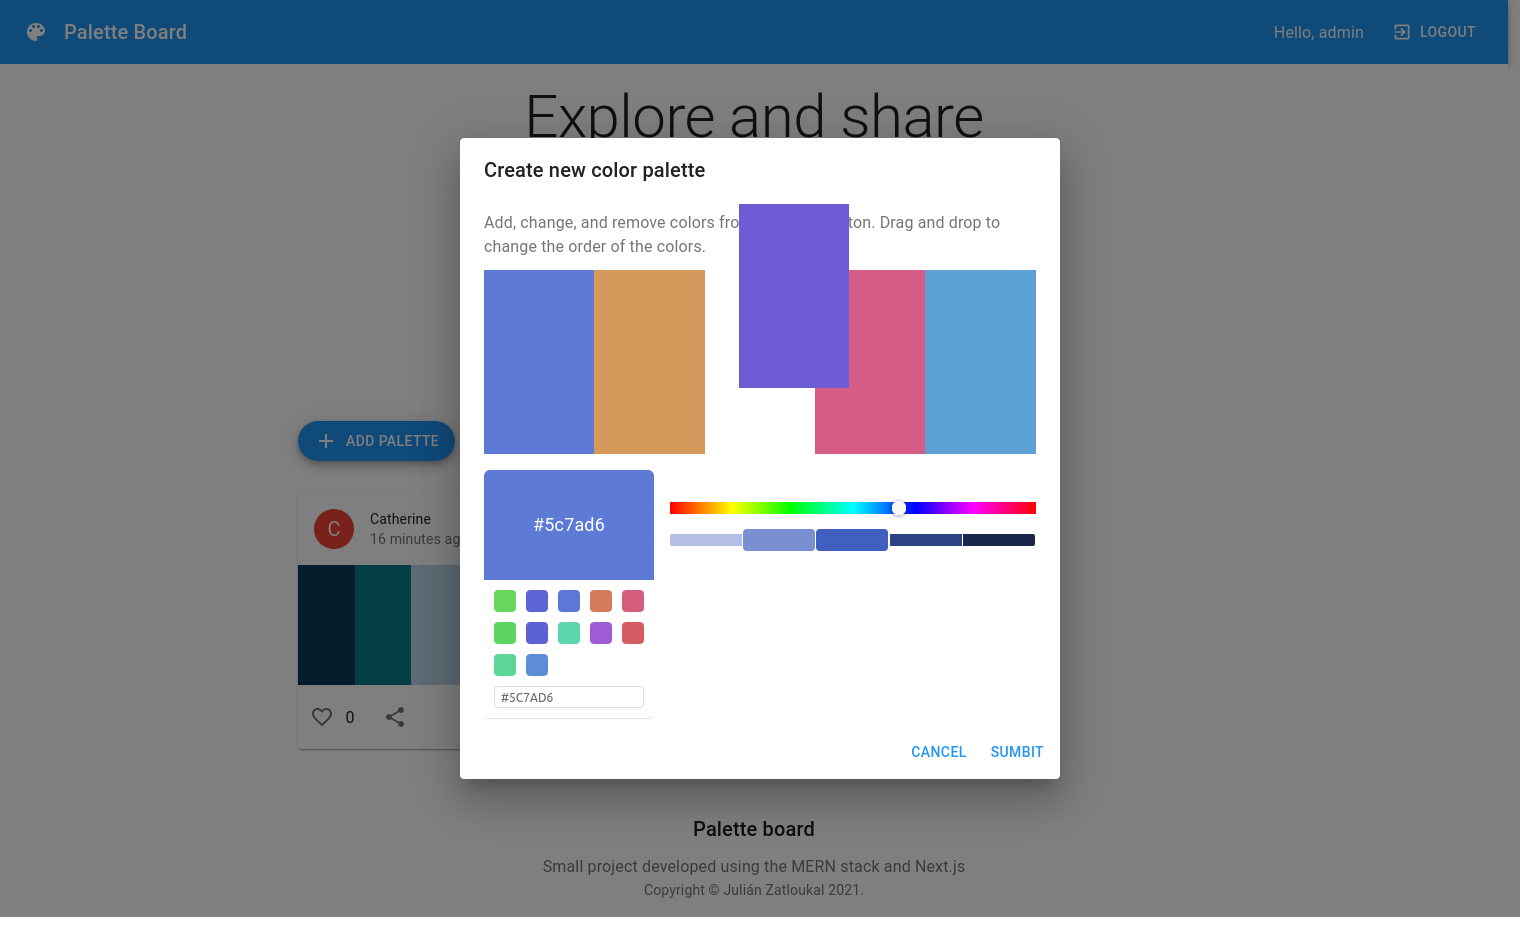 Palette Board
Hello, admin
LOGOUT
Explore and share
Create new color palette
Add, change, and remove colors fro ton. Drag and drop to
change the order of the colors.
ADD PALETTE
#5c7ad6
C
Catherine
16 minutes ag
0
#5C7AD6
CANCEL
SUMBIT
Palette board
Small project developed using the MERN stack and Next.js
Copyright © Julián Zatloukal 2021.